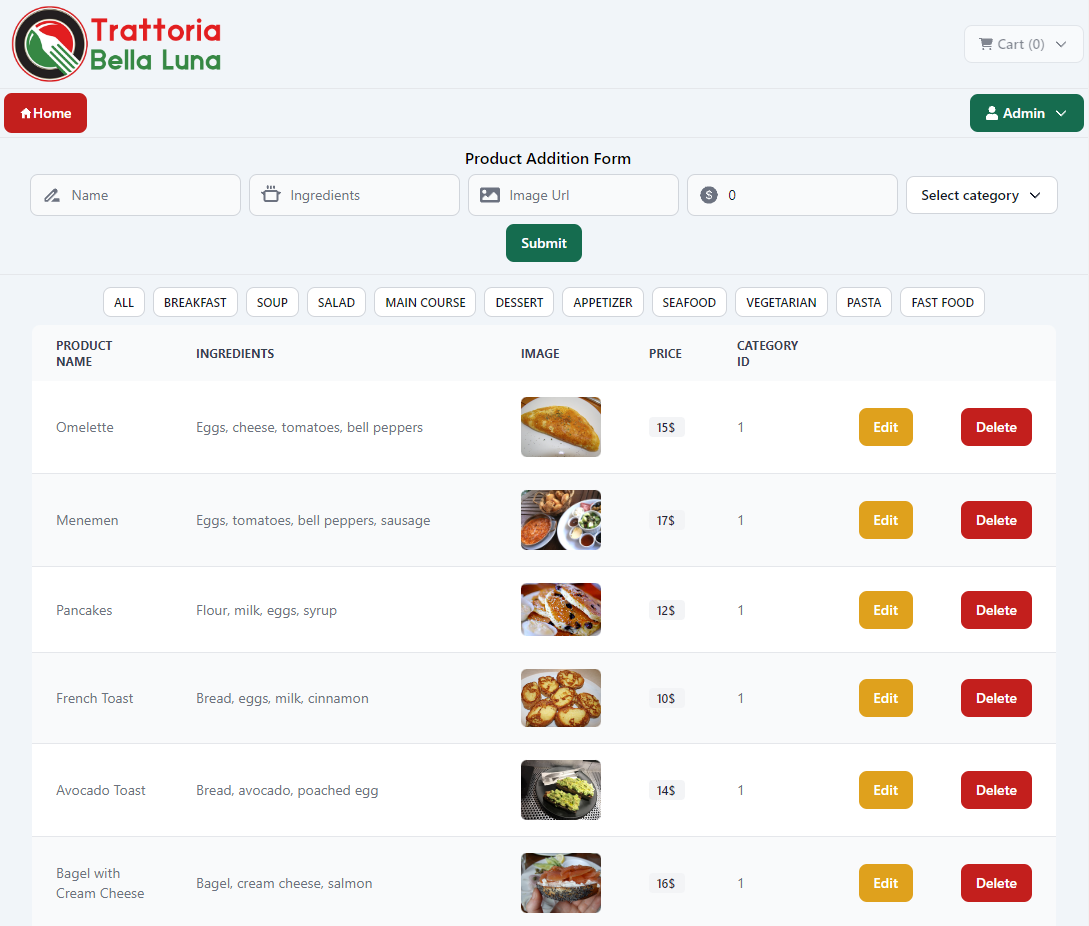 Trattoria
Bella Luna
Cart (0)
Home
Admin
Product Addition Form
Name
Ingredients
Image Url
$ 0
Select category
Submit
ALL
BREAKFAST
SOUP
SALAD
MAIN COURSE
DESSERT
APPETIZER
SEAFOOD
VEGETARIAN
PASTA
FAST FOOD
PRODUCT
NAME
INGREDIENTS
IMAGE
PRICE
CATEGORY
ID
Omelette
Eggs, cheese, tomatoes, bell peppers
15$
1
Edit
Delete
Menemen
Eggs, tomatoes, bell peppers, sausage
17$
1
Edit
Delete
Pancakes
Flour, milk, eggs, syrup
12$
1
Edit
Delete
French Toast
Bread, eggs, milk, cinnamon
10$
1
Edit
Delete
Avocado Toast
Bread, avocado, poached egg
14$
1
Edit
Delete
Bagel with
Cream Cheese
Bagel, cream cheese, salmon
16$
1
Edit
Delete